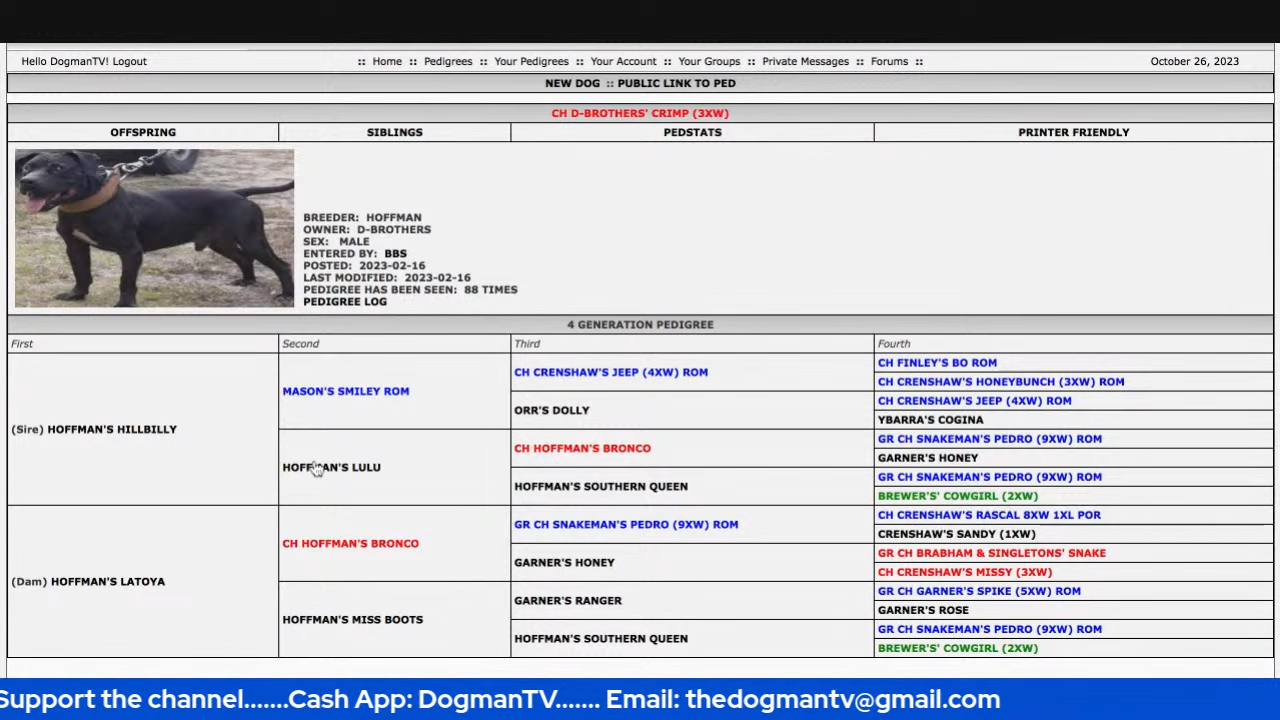 Hello DogmanTV! Logout :: Home :: Pedigrees :: Your Pedigrees :: Your Account :: Your Groups :: Private Messages :: Forums :: October 26, 2023
NEW DOG :: PUBLIC LINK TO PED
CH D-BROTHERS' CRIMP (3XW)
OFFSPRING SIBLINGS PEDSTATS PRINTER FRIENDLY
BREEDER: HOFFMAN
OWNER: D-BROTHERS
SEX: MALE
ENTERED BY: BBS
POSTED: 2023-02-16
LAST MODIFIED: 2023-02-16
PEDIGREE HAS BEEN SEEN: 88 TIMES
PEDIGREE LOG
4 GENERATION PEDIGREE
First Second Third Fourth
(Sire) HOFFMAN'S HILLBILLY
MASON'S SMILEY ROM
CH CRENSHAW'S JEEP (4XW) ROM
CH FINLEY'S BO ROM
CH CRENSHAW'S HONEYBUNCH (3XW) ROM
ORR'S DOLLY
CH CRENSHAW'S JEEP (4XW) ROM
YBARRA'S COGINA
HOFFMAN'S LULU
CH HOFFMAN'S BRONCO
GR CH SNAKEMAN'S PEDRO (9XW) ROM
GARNER'S HONEY
HOFFMAN'S SOUTHERN QUEEN
GR CH SNAKEMAN'S PEDRO (9XW) ROM
BREWER'S' COWGIRL (2XW)
(Dam) HOFFMAN'S LATOYA
CH HOFFMAN'S BRONCO
GR CH SNAKEMAN'S PEDRO (9XW) ROM
CH CRENSHAW'S RASCAL 8XW 1XL POR
CRENSHAW'S SANDY (1XW)
GARNER'S HONEY
GR CH BRABHAM & SINGLETONS' SNAKE
CH CRENSHAW'S MISSY (3XW)
HOFFMAN'S MISS BOOTS
GARNER'S RANGER
GR CH GARNER'S SPIKE (5XW) ROM
GARNER'S ROSE
HOFFMAN'S SOUTHERN QUEEN
GR CH SNAKEMAN'S PEDRO (9XW) ROM
BREWER'S' COWGIRL (2XW)
Support the channel.......Cash App: DogmanTV....... Email: thedogmantv@gmail.com